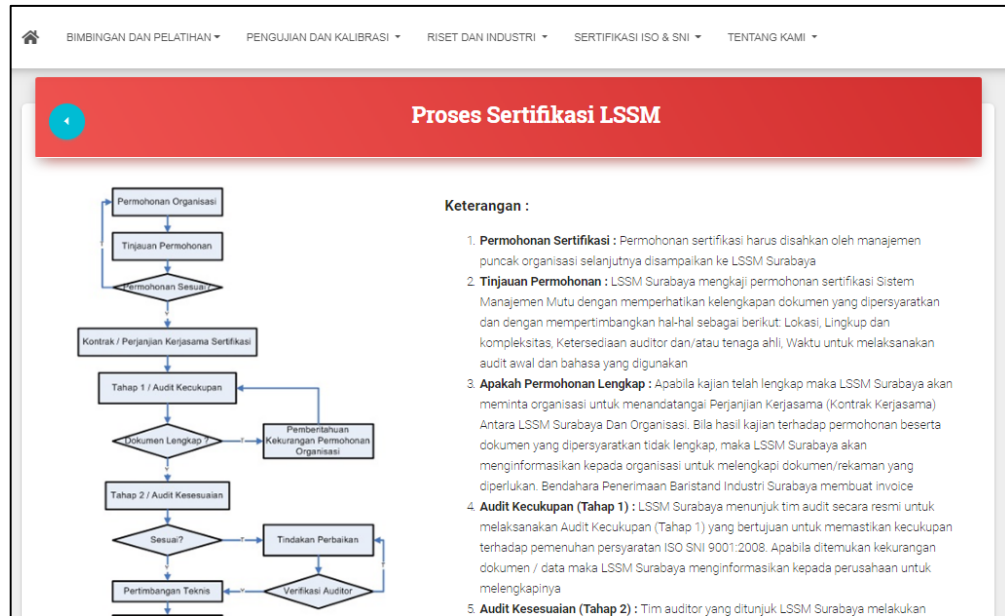 BIMBINGAN DAN PELATIHAN
PENGUJIAN DAN KALIBRASI
RISET DAN INDUSTRI
SERTIFIKASI ISO & SNI
TENTANG KAMI
Proses Sertifikasi LSSM
Permohonan Organisasi
Tinjauan Permohonan
Permohonan Sesuai?
Kontrak / Perjanjian Kerjasama Sertifikasi
Tahap 1 / Audit Kecukupan
Dokumen Lengkap ?
Pemberitahuan
Kekurangan Permohonan
Organisasi
Tahap 2 / Audit Kesesuaian
Sesuai?
Tindakan Perbaikan
Pertimbangan Teknis
Verifikasi Auditor
Keterangan :
1. Permohonan Sertifikasi : Permohonan sertifikasi harus disahkan oleh manajemen
puncak organisasi selanjutnya disampaikan ke LSSM Surabaya
2. Tinjauan Permohonan : LSSM Surabaya mengkaji permohonan sertifikasi Sistem
Manajemen Mutu dengan memperhatikan kelengkapan dokumen yang dipersyaratkan
dan dengan mempertimbangkan hal-hal sebagai berikut: Lokasi, Lingkup dan
kompleksitas, Ketersediaan auditor dan/atau tenaga ahli, Waktu untuk melaksanakan
audit awal dan bahasa yang digunakan
3. Apakah Permohonan Lengkap : Apabila kajian telah lengkap maka LSSM Surabaya akan
meminta organisasi untuk menandatangai Perjanjian Kerjasama (Kontrak Kerjasama)
Antara LSSM Surabaya Dan Organisasi. Bila hasil kajian terhadap permohonan beserta
dokumen yang dipersyaratkan tidak lengkap, maka LSSM Surabaya akan
menginformasikan kepada organisasi untuk melengkapi dokumen/rekaman yang
diperlukan. Bendahara Penerimaan Baristand Industri Surabaya membuat invoice
4. Audit Kecukupan (Tahap 1) : LSSM Surabaya menunjuk tim audit secara resmi untuk
melaksanakan Audit Kecukupan (Tahap 1) yang bertujuan untuk memastikan kecukupan
terhadap pemenuhan persyaratan ISO SNI 9001:2008. Apabila ditemukan kekurangan
dokumen / data maka LSSM Surabaya menginformasikan kepada perusahaan untuk
melengkapinya
5. Audit Kesesuaian (Tahap 2) : Tim auditor yang ditunjuk LSSM Surabaya melakukan